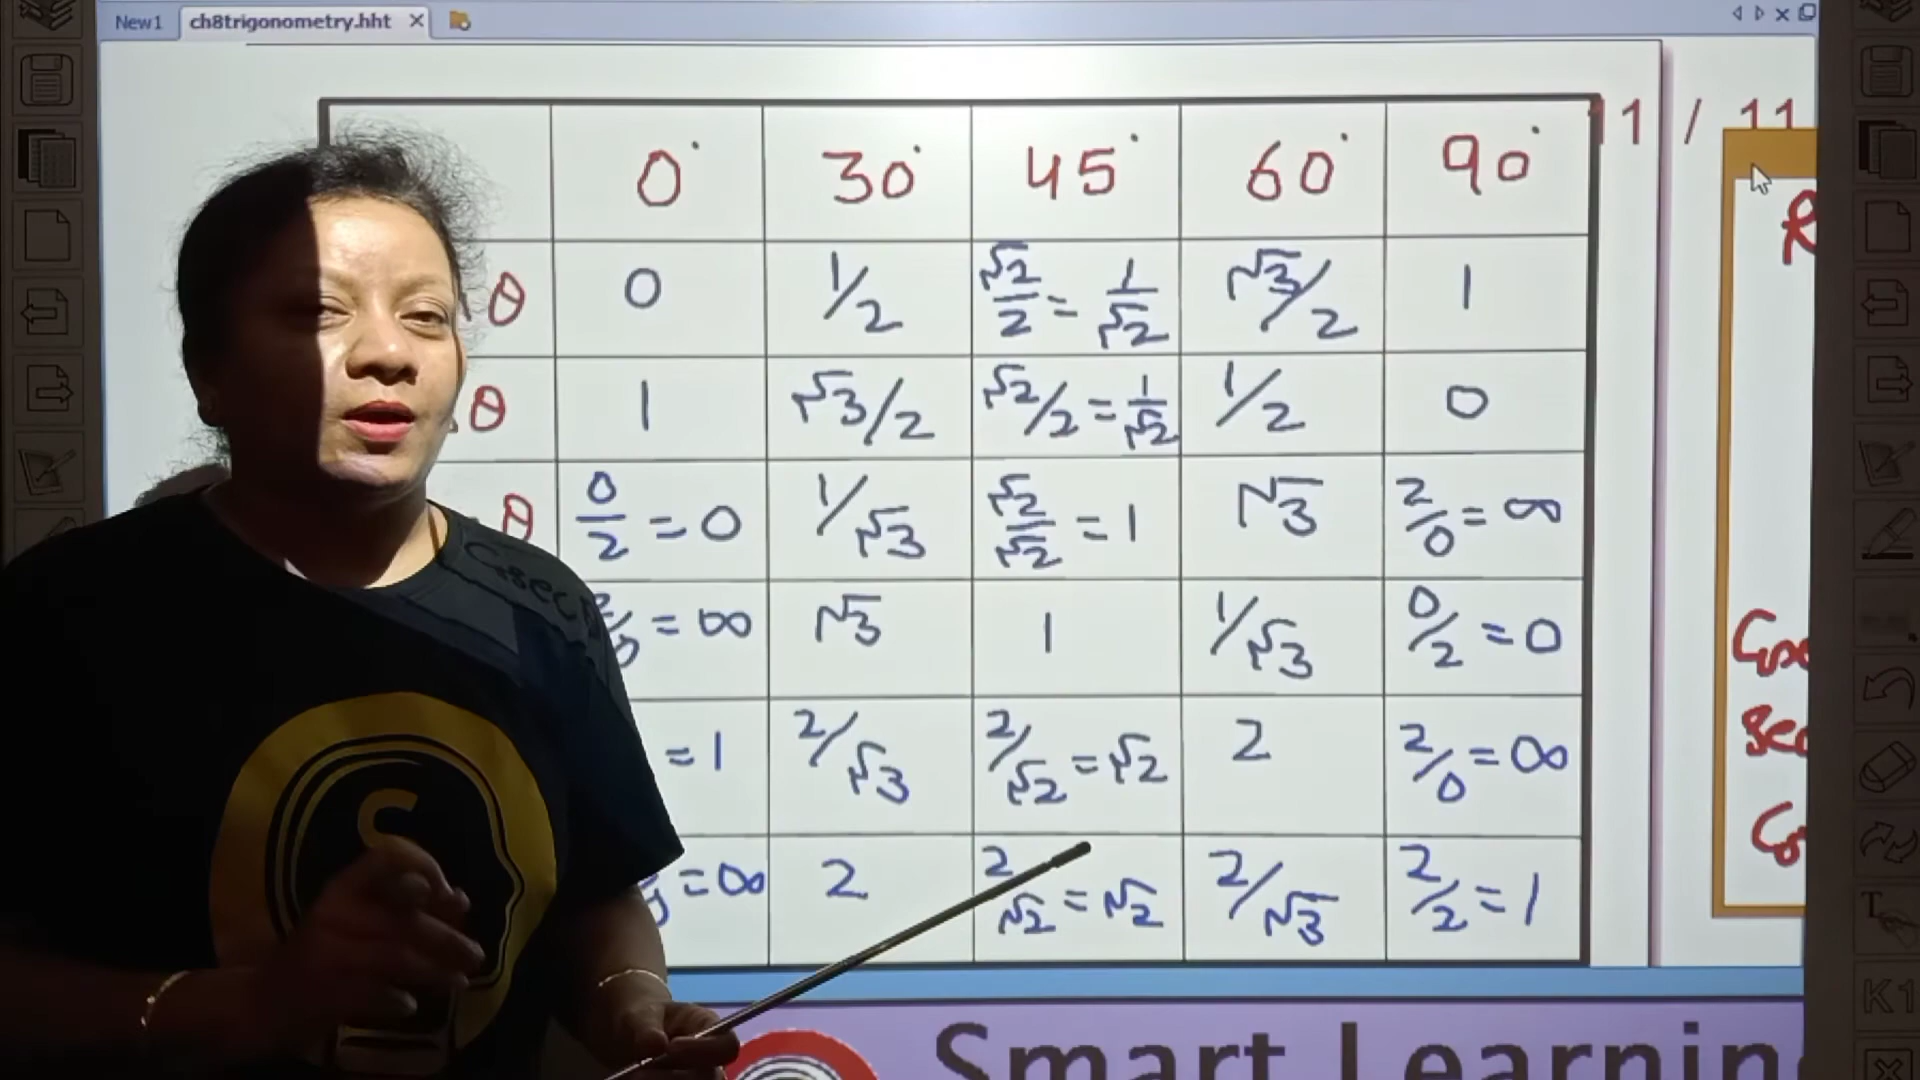 New1 ch8trigonometry.hht
11 / 11
0° 30° 45° 60° 90°
θ 0 1/2 √2/2 = 1/√2 √3/2 1
θ 1 √3/2 √2/2 = 1/√2 1/2 0
θ 0/2 = 0 1/√3 √2/√2 = 1 √3 2/0 = ∞
= ∞ √3 1 1/√3 0/2 = 0
= 1 2/√3 2/√2 = √2 2 2/0 = ∞
= ∞ 2 2/√2 = √2 2/√3 2/2 = 1
K1
Smart Learning